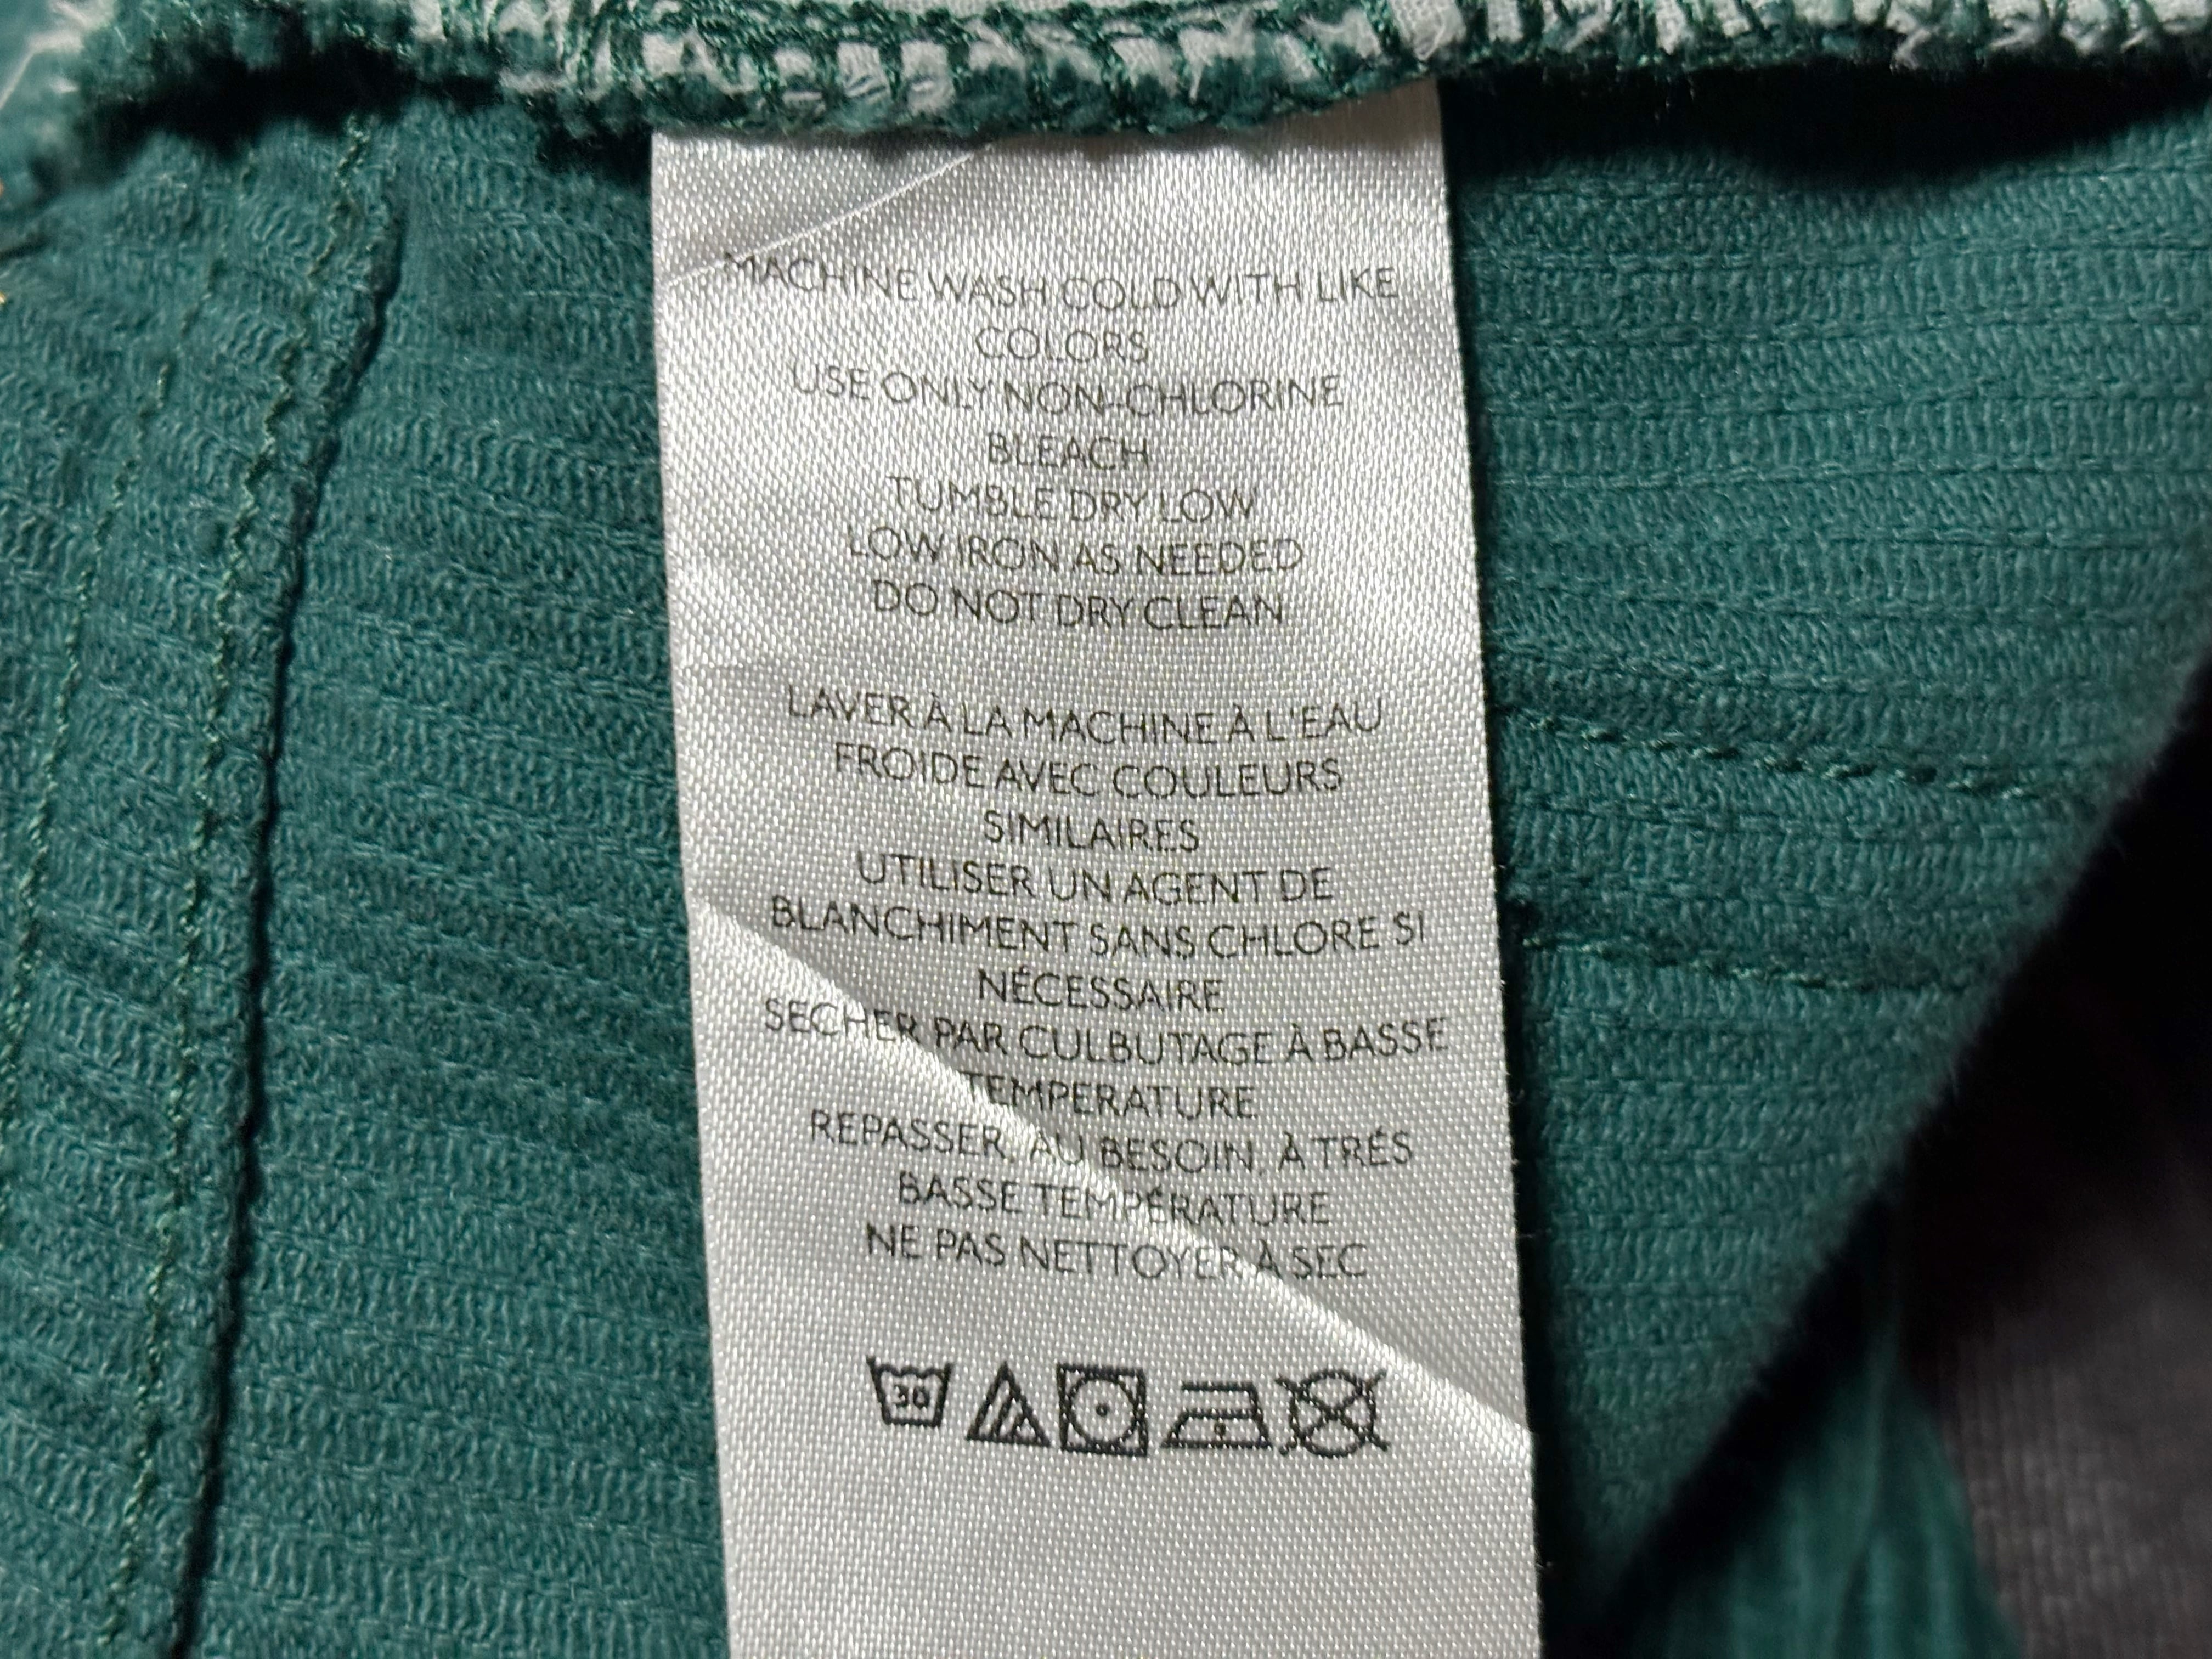 MACHINE WASH COLD WITH LIKE
COLORS
USE ONLY NON-CHLORINE
BLEACH
TUMBLE DRY LOW
LOW IRON AS NEEDED
DO NOT DRY CLEAN
LAVER À LA MACHINE À L'EAU
FROIDE AVEC COULEURS
SIMILAIRES
UTILISER UN AGENT DE
BLANCHIMENT SANS CHLORE SI
NÉCESSAIRE
SECHER PAR CULBUTAGE À BASSE
TEMPERATURE
REPASSER, AU BESOIN, À TRÉS
BASSE TEMPÉRATURE
NE PAS NETTOYER À SEC
30